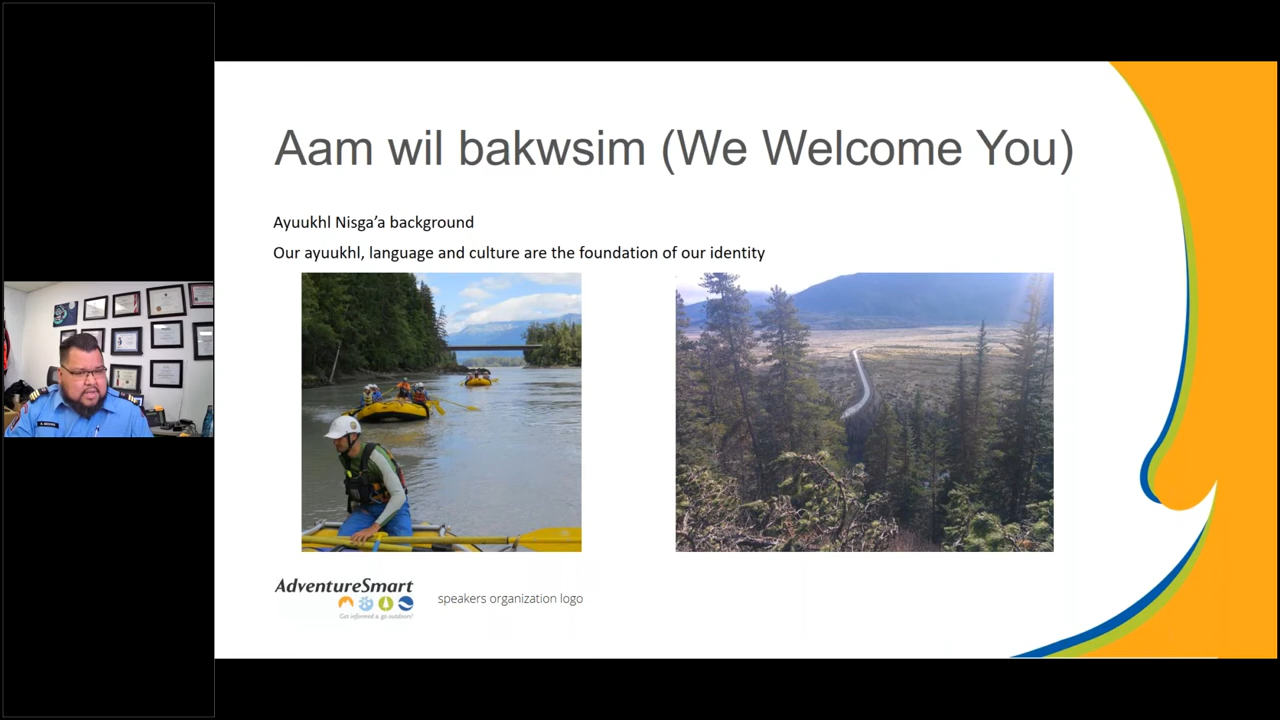 Aam wil bakwsim (We Welcome You)
Ayuukhl Nisga’a background
Our ayuukhl, language and culture are the foundation of our identity
AdventureSmart
Get informed & go outdoors!
speakers organization logo